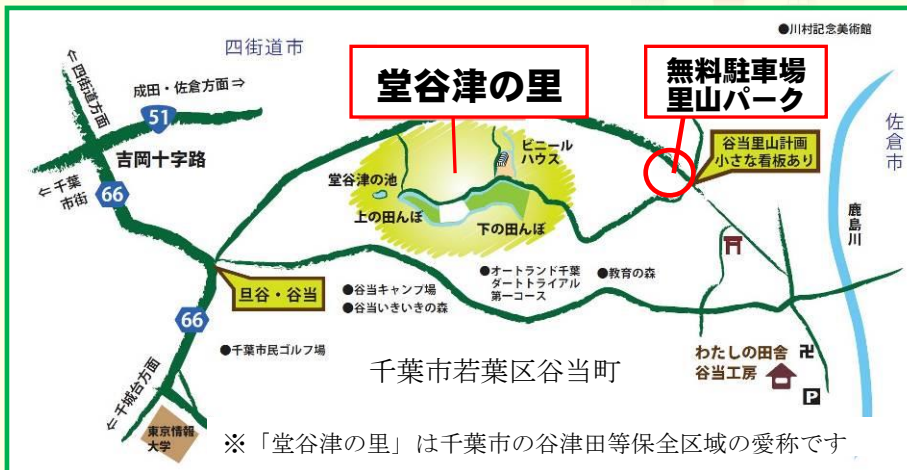 ●川村記念美術館
四街道市
堂谷津の里
無料駐車場
里山パーク
↑四街道方面
成田・佐倉方面⇒
51
吉岡十字路
佐倉市
ビニール
ハウス
谷当里山計画
小さな看板あり
⇐千葉
市街
66
堂谷津の池
上の田んぼ
下の田んぼ
鹿島川
旦谷・谷当
●オートランド千葉
ダートトライアル
第一コース
●教育の森
●谷当キャンプ場
●谷当いきいきの森
66
●千葉市民ゴルフ場
千葉市若葉区谷当町
わたしの田舎
谷当工房
卍
P
⇐千城台方面
東京情報
大学
※「堂谷津の里」は千葉市の谷津田等保全区域の愛称です